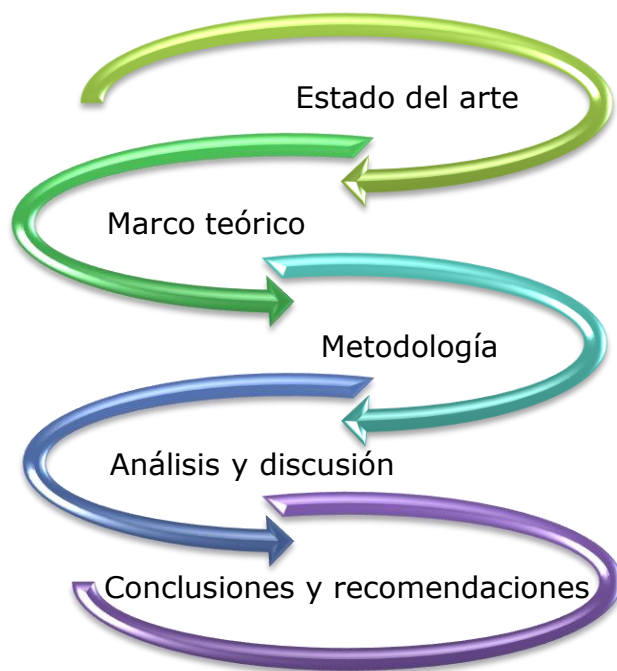 Estado del arte
Marco teórico
Metodología
Análisis y discusión
Conclusiones y recomendaciones